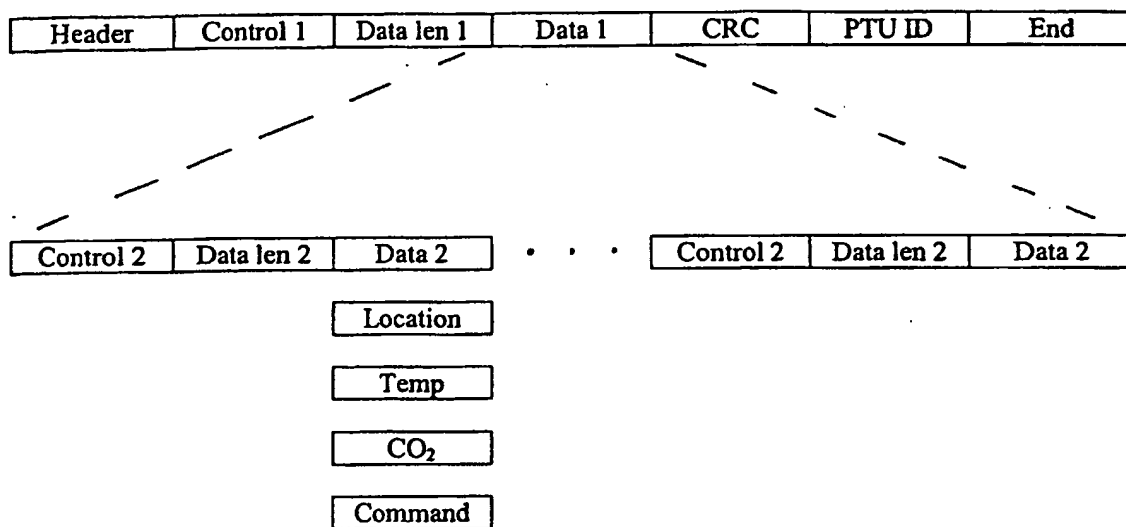 Header Control 1 Data len 1 Data 1 CRC PTU ID End
Control 2 Data len 2 Data 2 . . . Control 2 Data len 2 Data 2
Location
Temp
CO₂
Command